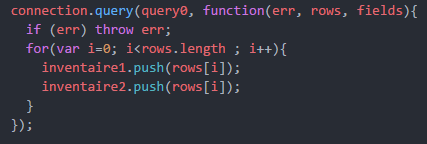 connection.query(query0, function(err, rows, fields){
  if (err) throw err;
  for(var i=0; i<rows.length ; i++){
    inventaire1.push(rows[i]);
    inventaire2.push(rows[i]);
  }
});